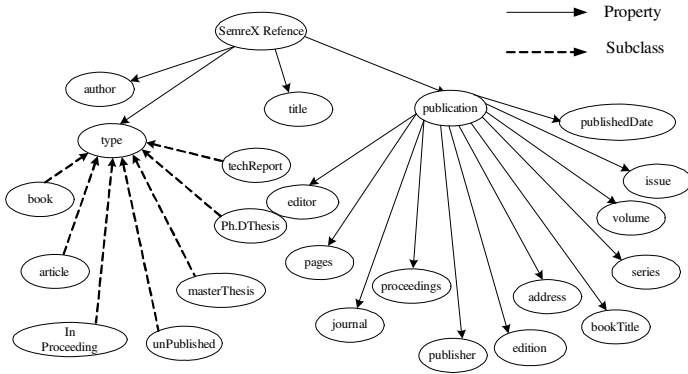 SemreX Refence
Property
Subclass
author
title
publication
publishedDate
type
techReport
issue
book
editor
Ph.DThesis
volume
pages
article
masterThesis
proceedings
series
address
journal
bookTitle
In
Proceeding
unPublished
publisher
edition